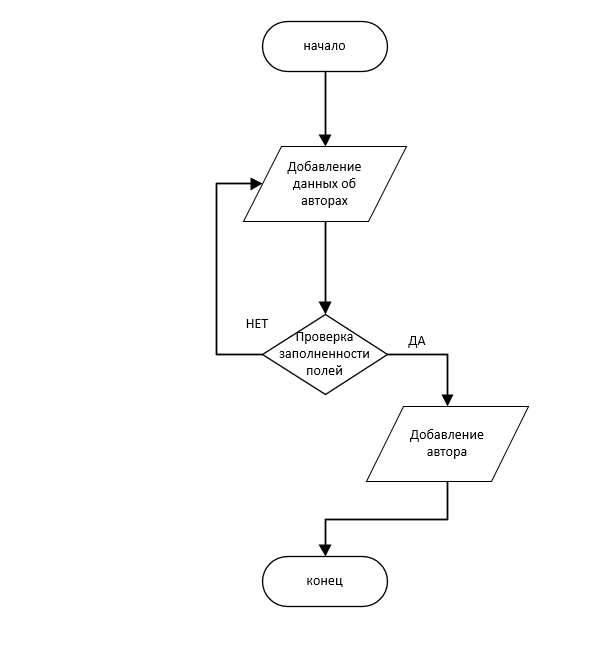 начало
Добавление
данных об
авторах
НЕТ
Проверка
заполненности
полей
ДА
Добавление
автора
конец